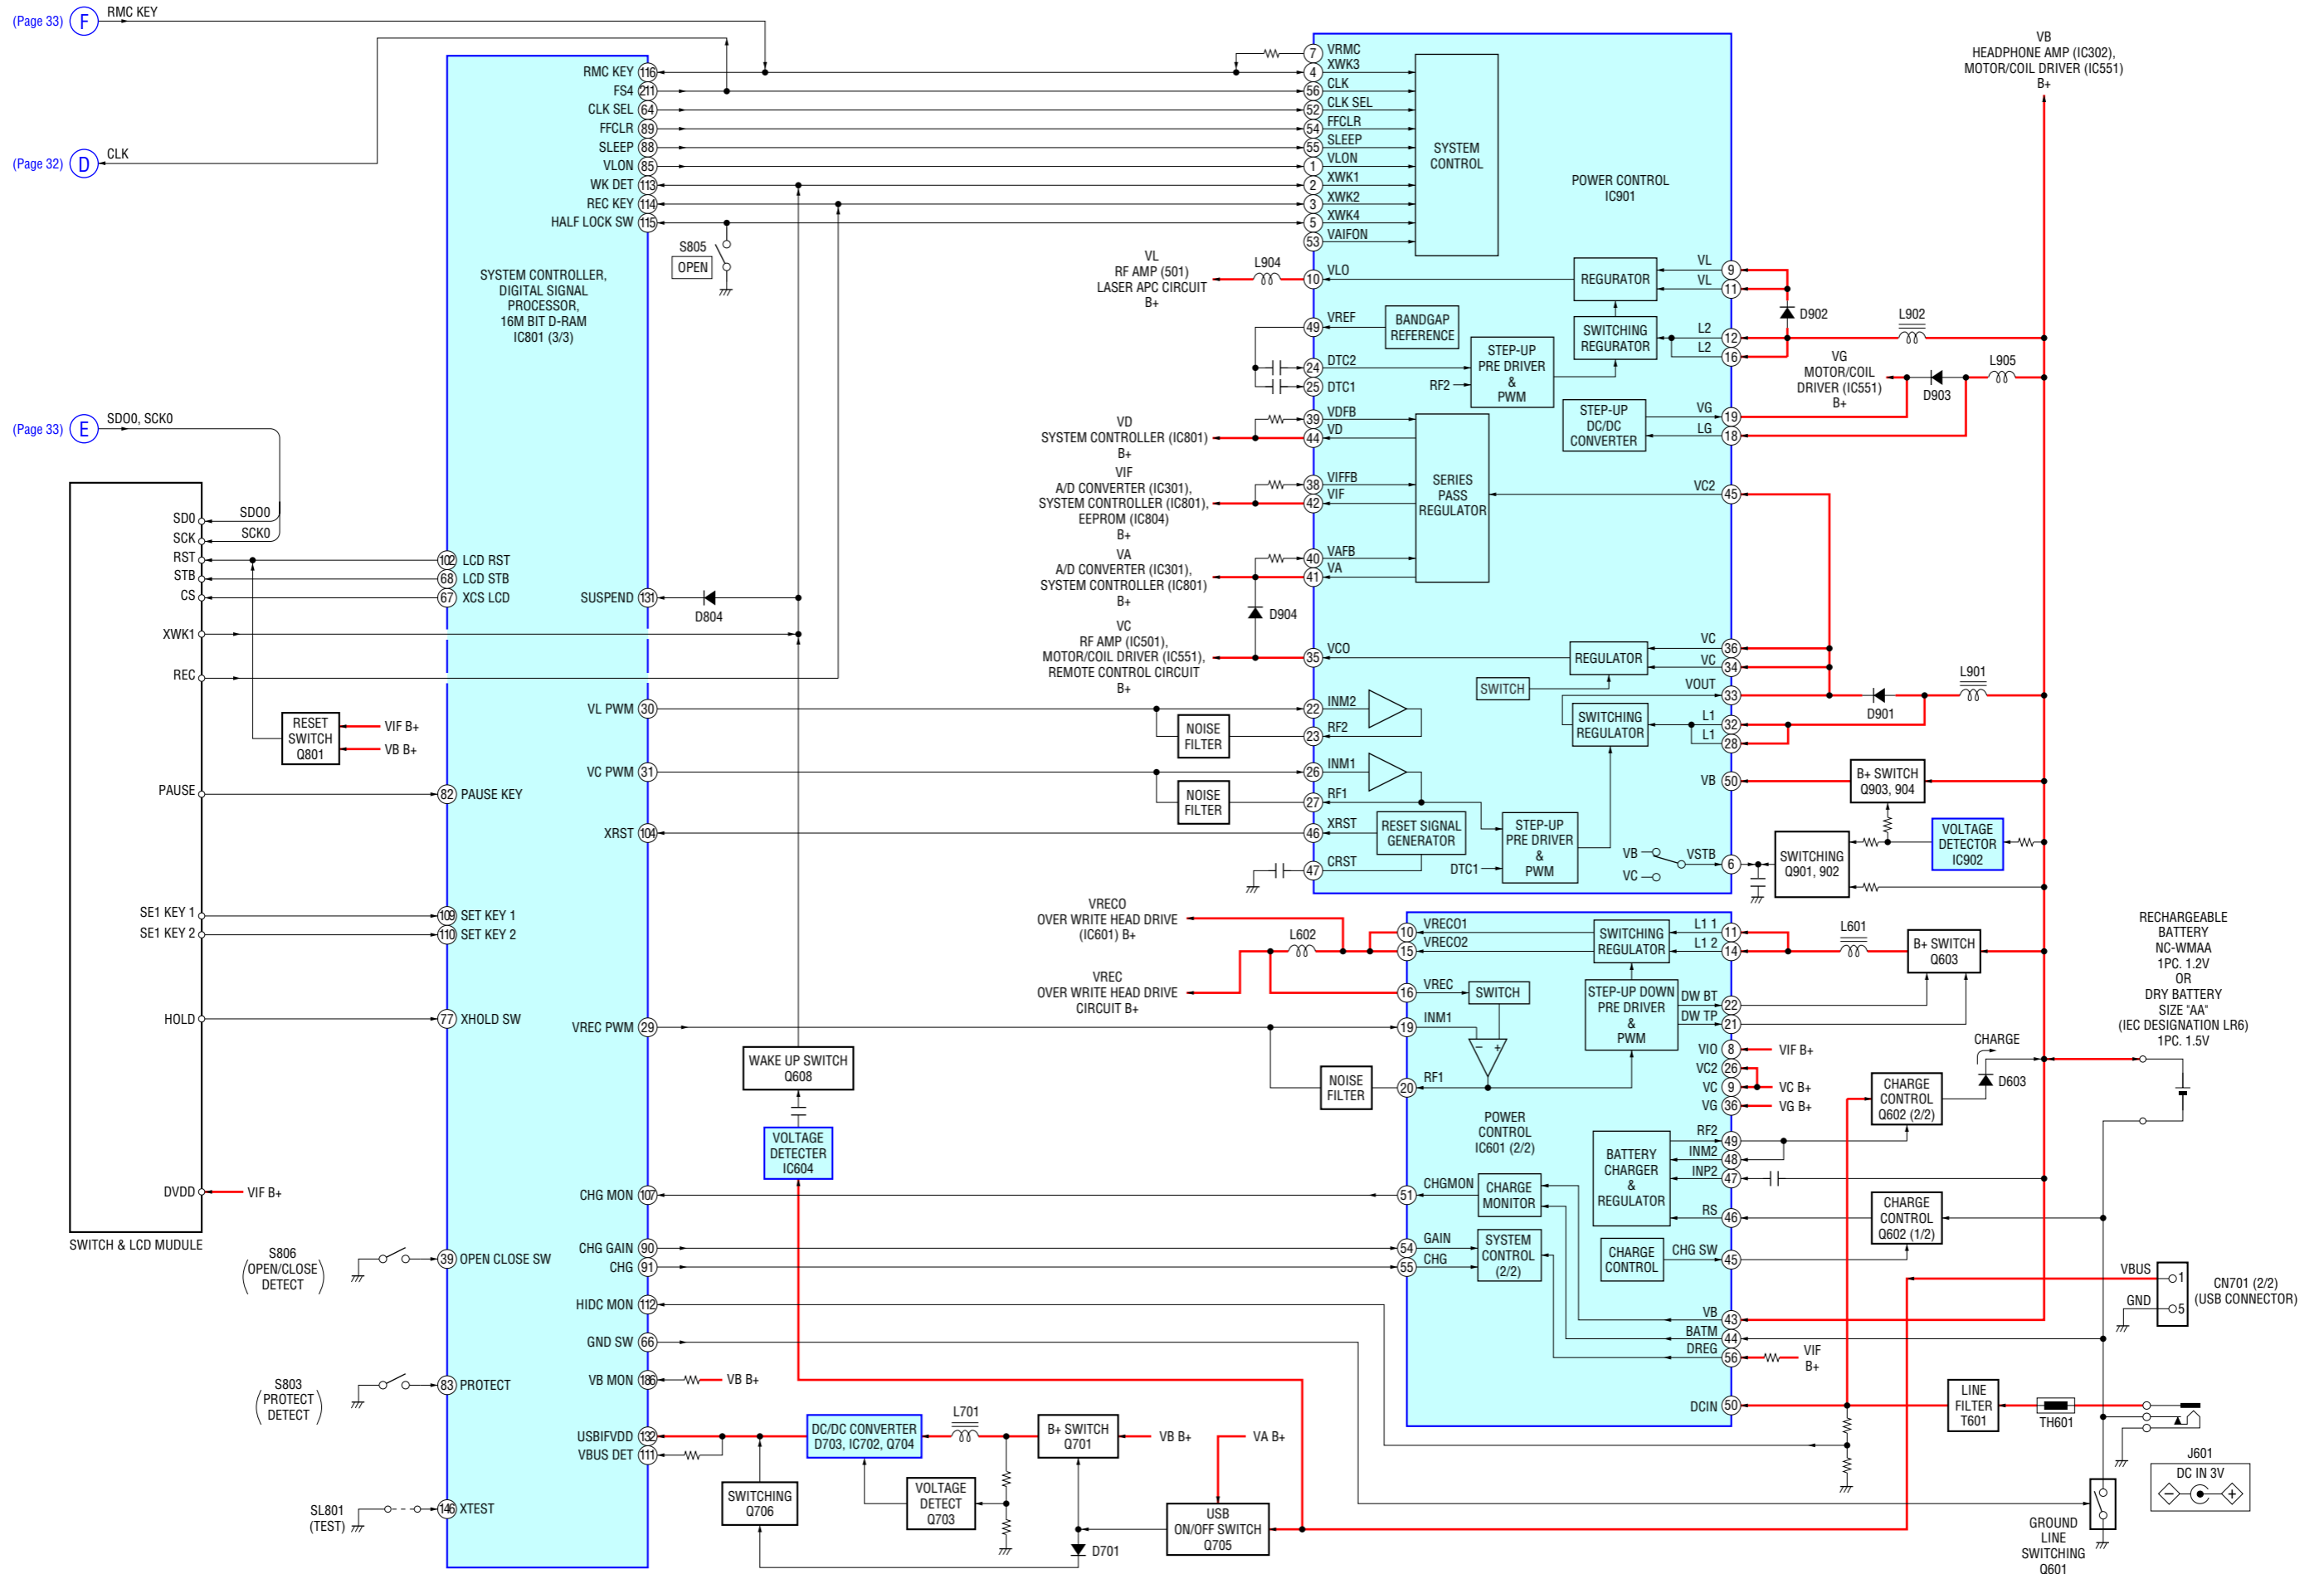 (Page 33) F RMC KEY
(Page 32) D CLK
(Page 33) E SDO0, SCK0
RMC KEY 116
FS4 211
CLK SEL 64
FFCLR 89
SLEEP 88
VLON 85
WK DET 113
REC KEY 114
HALF LOCK SW 115
S805
OPEN
SYSTEM CONTROLLER,
DIGITAL SIGNAL
PROCESSOR,
16M BIT D-RAM
IC801 (3/3)
SD0 SDO0
SCK SCK0
RST
STB
CS
XWK1
REC
PAUSE
SE1 KEY 1
SE1 KEY 2
HOLD
DVDD VIF B+
SWITCH & LCD MUDULE
102 LCD RST
68 LCD STB
67 XCS LCD
SUSPEND 131
D804
RESET
SWITCH
Q801
VIF B+
VB B+
82 PAUSE KEY
109 SET KEY 1
110 SET KEY 2
77 XHOLD SW
VL PWM 30
VC PWM 31
XRST 104
VREC PWM 29
WAKE UP SWITCH
Q608
VOLTAGE
DETECTER
IC604
CHG MON 107
CHG GAIN 90
CHG 91
HIDC MON 112
GND SW 66
VB MON 186 VB B+
USBIFVDD 132
VBUS DET 111
S806
(OPEN/CLOSE
DETECT)
39 OPEN CLOSE SW
S803
(PROTECT
DETECT)
83 PROTECT
SL801
(TEST)
146 XTEST
DC/DC CONVERTER
D703, IC702, Q704
L701
B+ SWITCH
Q701
VB B+
VA B+
SWITCHING
Q706
VOLTAGE
DETECT
Q703
D701
USB
ON/OFF SWITCH
Q705
7 VRMC
4 XWK3
56 CLK
52 CLK SEL
54 FFCLR
55 SLEEP
1 VLON
2 XWK1
3 XWK2
5 XWK4
53 VAIFON
SYSTEM
CONTROL
POWER CONTROL
IC901
VL
RF AMP (501)
LASER APC CIRCUIT
B+
L904
10 VLO
REGURATOR
VL 9
VL 11
49 VREF
BANDGAP
REFERENCE
SWITCHING
REGURATOR
L2 12
L2 16
24 DTC2
25 DTC1
RF2
STEP-UP
PRE DRIVER
&
PWM
STEP-UP
DC/DC
CONVERTER
VG 19
LG 18
D902
L902
VG
MOTOR/COIL
DRIVER (IC551)
B+
D903
L905
VB
HEADPHONE AMP (IC302),
MOTOR/COIL DRIVER (IC551)
B+
VD
SYSTEM CONTROLLER (IC801)
B+
39 VDFB
44 VD
VIF
A/D CONVERTER (IC301),
SYSTEM CONTROLLER (IC801),
EEPROM (IC804)
B+
38 VIFFB
42 VIF
SERIES
PASS
REGULATOR
VC2 45
VA
A/D CONVERTER (IC301),
SYSTEM CONTROLLER (IC801)
B+
40 VAFB
41 VA
D904
VC
RF AMP (IC501),
MOTOR/COIL DRIVER (IC551),
REMOTE CONTROL CIRCUIT
B+
35 VCO
REGULATOR
VC 36
VC 34
SWITCH
VOUT 33
L901
D901
NOISE
FILTER
22 INM2
23 RF2
SWITCHING
REGULATOR
L1 32
L1 28
NOISE
FILTER
26 INM1
27 RF1
VB 50
B+ SWITCH
Q903, 904
46 XRST
47 CRST
RESET SIGNAL
GENERATOR
STEP-UP
PRE DRIVER
&
PWM
DTC1
VB
VC
VSTB 6
SWITCHING
Q901, 902
VOLTAGE
DETECTOR
IC902
VRECO
OVER WRITE HEAD DRIVE
(IC601) B+
L602
VREC
OVER WRITE HEAD DRIVE
CIRCUIT B+
10 VRECO1
15 VRECO2
16 VREC
SWITCH
19 INM1
− +
20 RF1
NOISE
FILTER
SWITCHING
REGULATOR
L1 1 11
L1 2 14
L601
B+ SWITCH
Q603
STEP-UP DOWN
PRE DRIVER
&
PWM
DW BT 22
DW TP 21
VIO 8 VIF B+
VC2 26
VC 9 VC B+
VG 36 VG B+
POWER
CONTROL
IC601 (2/2)
BATTERY
CHARGER
&
REGULATOR
RF2 49
INM2 48
INP2 47
RS 46
CHARGE
CONTROL
CHG SW 45
51 CHGMON
CHARGE
MONITOR
54 GAIN
55 CHG
SYSTEM
CONTROL
(2/2)
VB 43
BATM 44
DREG 56
VIF
B+
DCIN 50
CHARGE
D603
CHARGE
CONTROL
Q602 (2/2)
CHARGE
CONTROL
Q602 (1/2)
RECHARGEABLE
BATTERY
NC-WMAA
1PC. 1.2V
OR
DRY BATTERY
SIZE "AA"
(IEC DESIGNATION LR6)
1PC. 1.5V
VBUS 1
GND 5
CN701 (2/2)
(USB CONNECTOR)
LINE
FILTER
T601
TH601
J601
DC IN 3V
− +
GROUND
LINE
SWITCHING
Q601